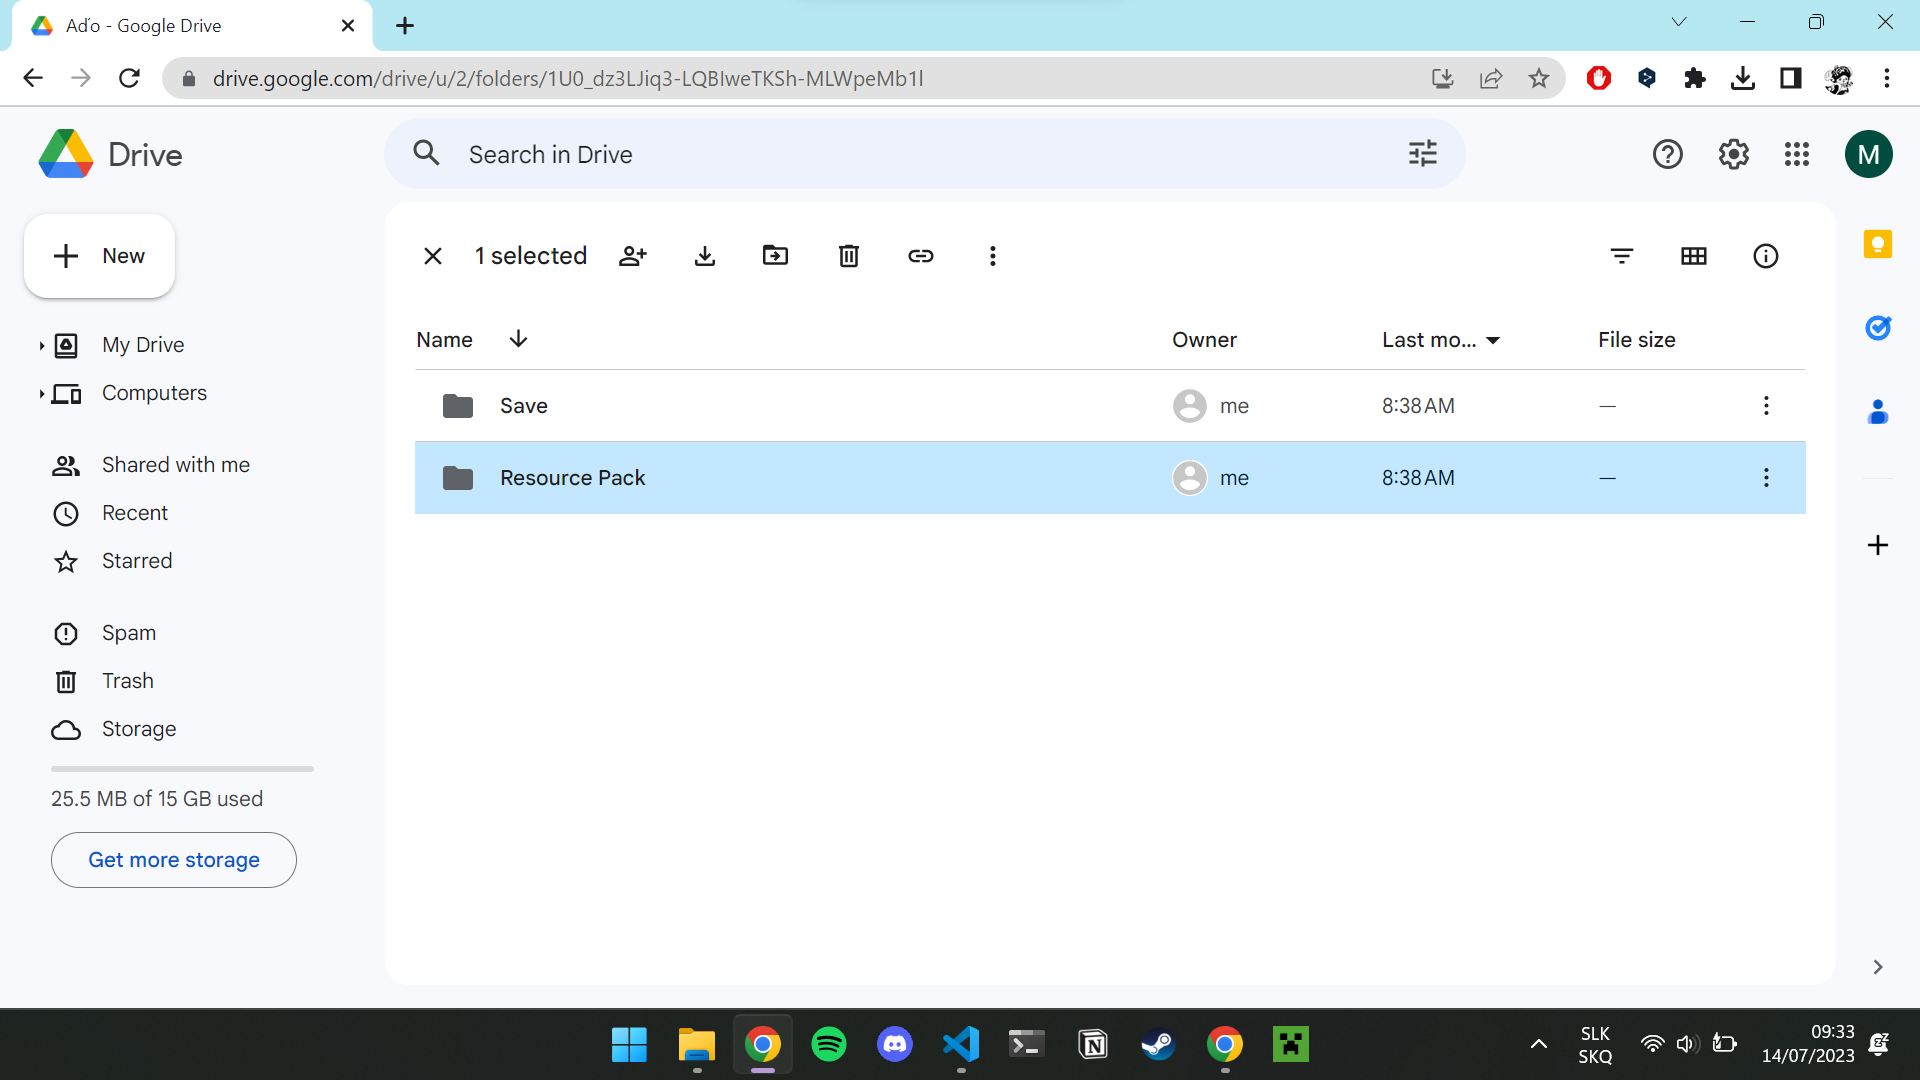 Aďo - Google Drive
drive.google.com/drive/u/2/folders/1U0_dz3LJiq3-LQBIweTKSh-MLWpeMb1l
Drive
Search in Drive
M
New
1 selected
Name
Owner
Last mo...
File size
My Drive
Save
me
8:38 AM
—
Computers
Shared with me
Resource Pack
me
8:38 AM
—
Recent
Starred
Spam
Trash
Storage
25.5 MB of 15 GB used
Get more storage
SLK
SKQ
09:33
14/07/2023